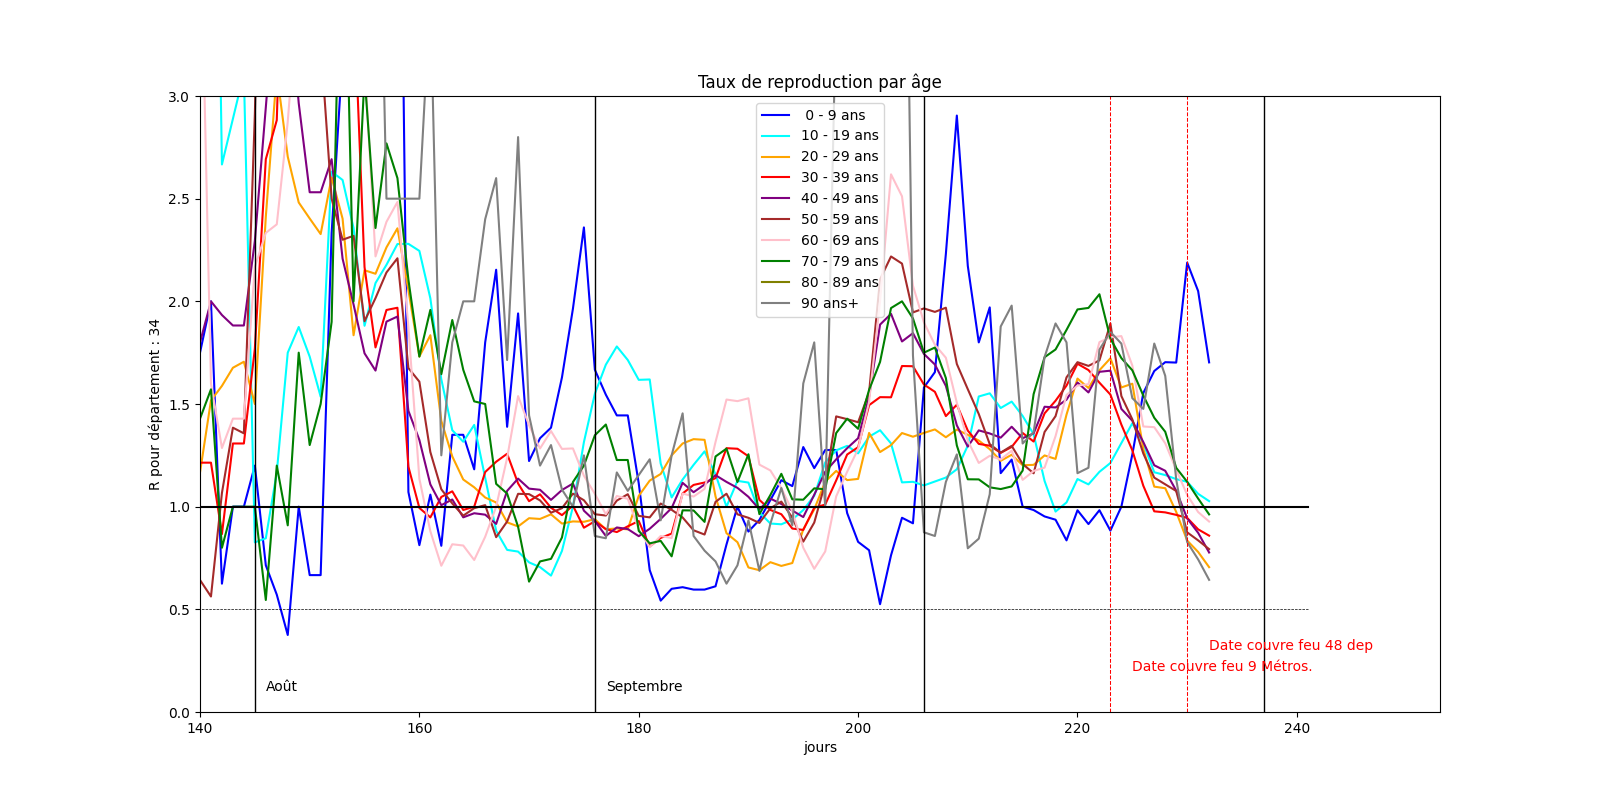 Taux de reproduction par âge
3.0
2.5
2.0
1.5
1.0
0.5
0.0
R pour département : 34
0 - 9 ans
10 - 19 ans
20 - 29 ans
30 - 39 ans
40 - 49 ans
50 - 59 ans
60 - 69 ans
70 - 79 ans
80 - 89 ans
90 ans+
Date couvre feu 48 dep
Date couvre feu 9 Métros.
Août
Septembre
140
160
180
200
220
240
jours